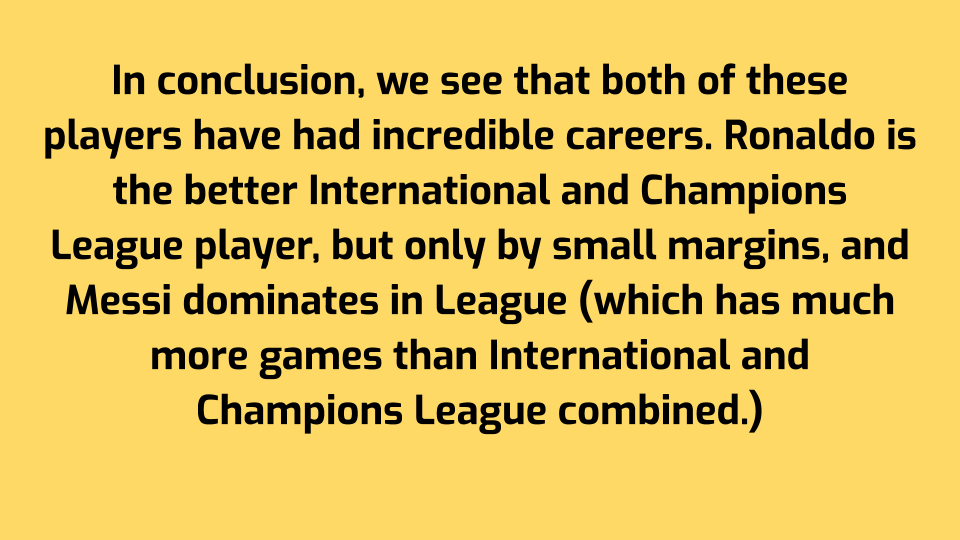 In conclusion, we see that both of these
players have had incredible careers. Ronaldo is
the better International and Champions
League player, but only by small margins, and
Messi dominates in League (which has much
more games than International and
Champions League combined.)